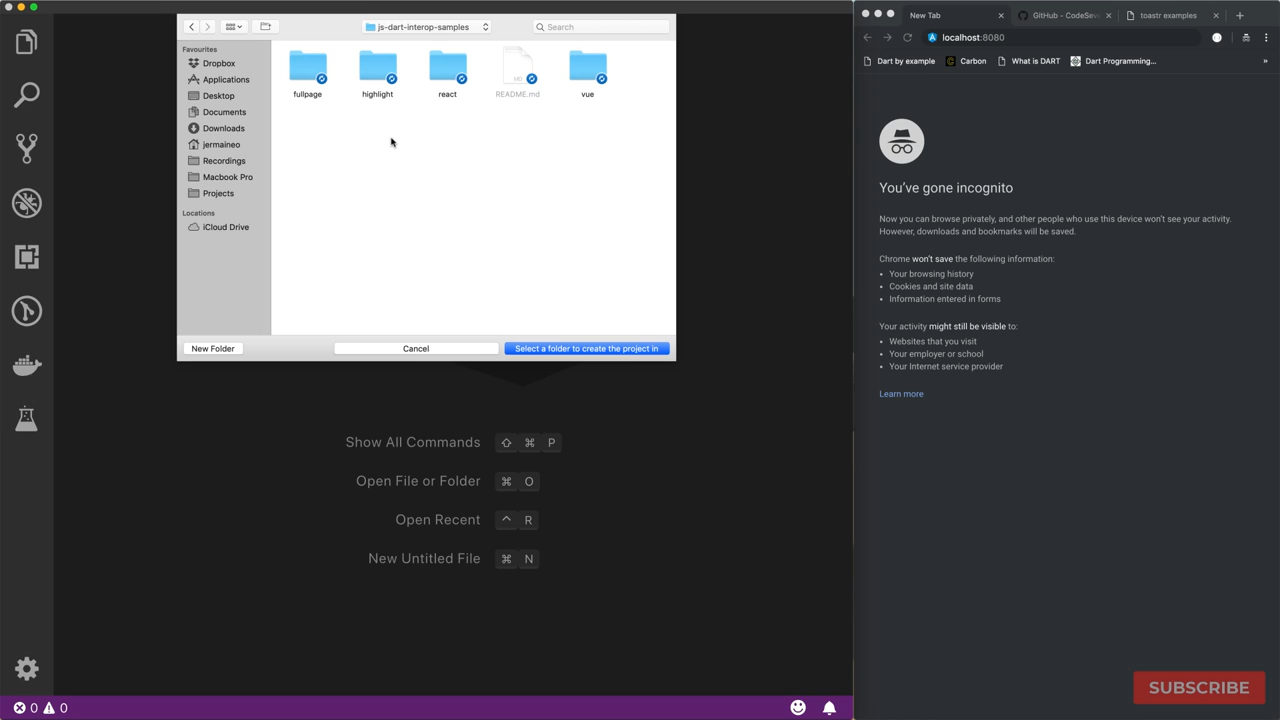 js-dart-interop-samples
Search
Favourites
Dropbox
Applications
Desktop
Documents
Downloads
jermaineo
Recordings
Macbook Pro
Projects
Locations
iCloud Drive
fullpage
highlight
react
README.md
vue
New Folder
Cancel
Select a folder to create the project in
Show All Commands ⇧ ⌘ P
Open File or Folder ⌘ O
Open Recent ^ R
New Untitled File ⌘ N
0 0
New Tab
GitHub - CodeSev
toastr examples
localhost:8080
Dart by example
Carbon
What is DART
Dart Programming...
»
You've gone incognito
Now you can browse privately, and other people who use this device won't see your activity.
However, downloads and bookmarks will be saved.
Chrome won't save the following information:
• Your browsing history
• Cookies and site data
• Information entered in forms
Your activity might still be visible to:
• Websites that you visit
• Your employer or school
• Your Internet service provider
Learn more
SUBSCRIBE